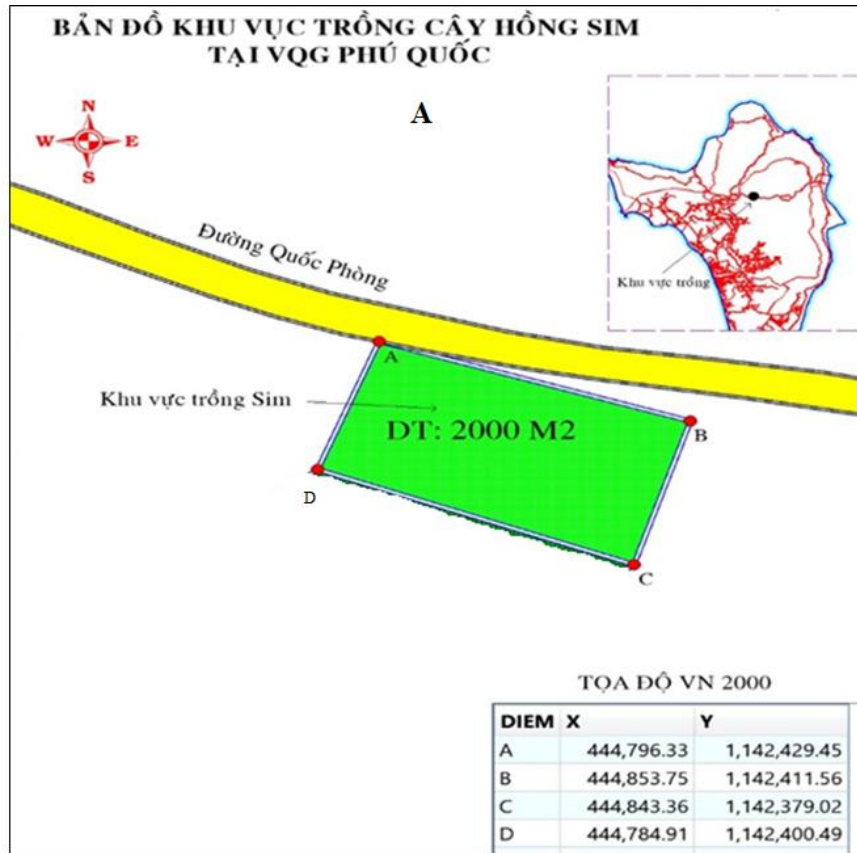 BẢN ĐỒ KHU VỰC TRỒNG CÂY HỒNG SIM
TẠI VQG PHÚ QUỐC
A
N
W E
S
Đường Quốc Phòng
Khu vực trồng
A
Khu vực trồng Sim
DT: 2000 M2
B
D
C
TỌA ĐỘ VN 2000
DIEM X Y
A 444,796.33 1,142,429.45
B 444,853.75 1,142,411.56
C 444,843.36 1,142,379.02
D 444,784.91 1,142,400.49